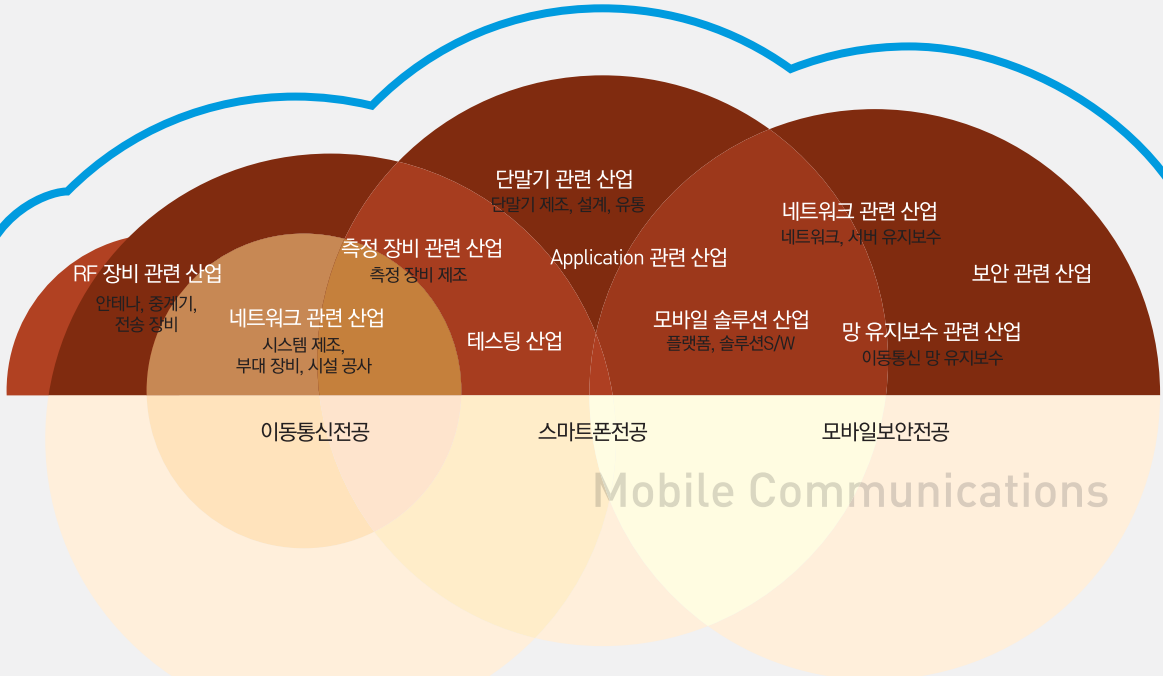 단말기 관련 산업
단말기 제조, 설계, 유통
네트워크 관련 산업
네트워크, 서버 유지보수
측정 장비 관련 산업
측정 장비 제조
Application 관련 산업
RF 장비 관련 산업
안테나, 중계기,
전송 장비
보안 관련 산업
네트워크 관련 산업
시스템 제조,
부대 장비, 시설 공사
테스팅 산업
모바일 솔루션 산업
플랫폼, 솔루션S/W
망 유지보수 관련 산업
이동통신 망 유지보수
이동통신전공
스마트폰전공
모바일보안전공
Mobile Communications